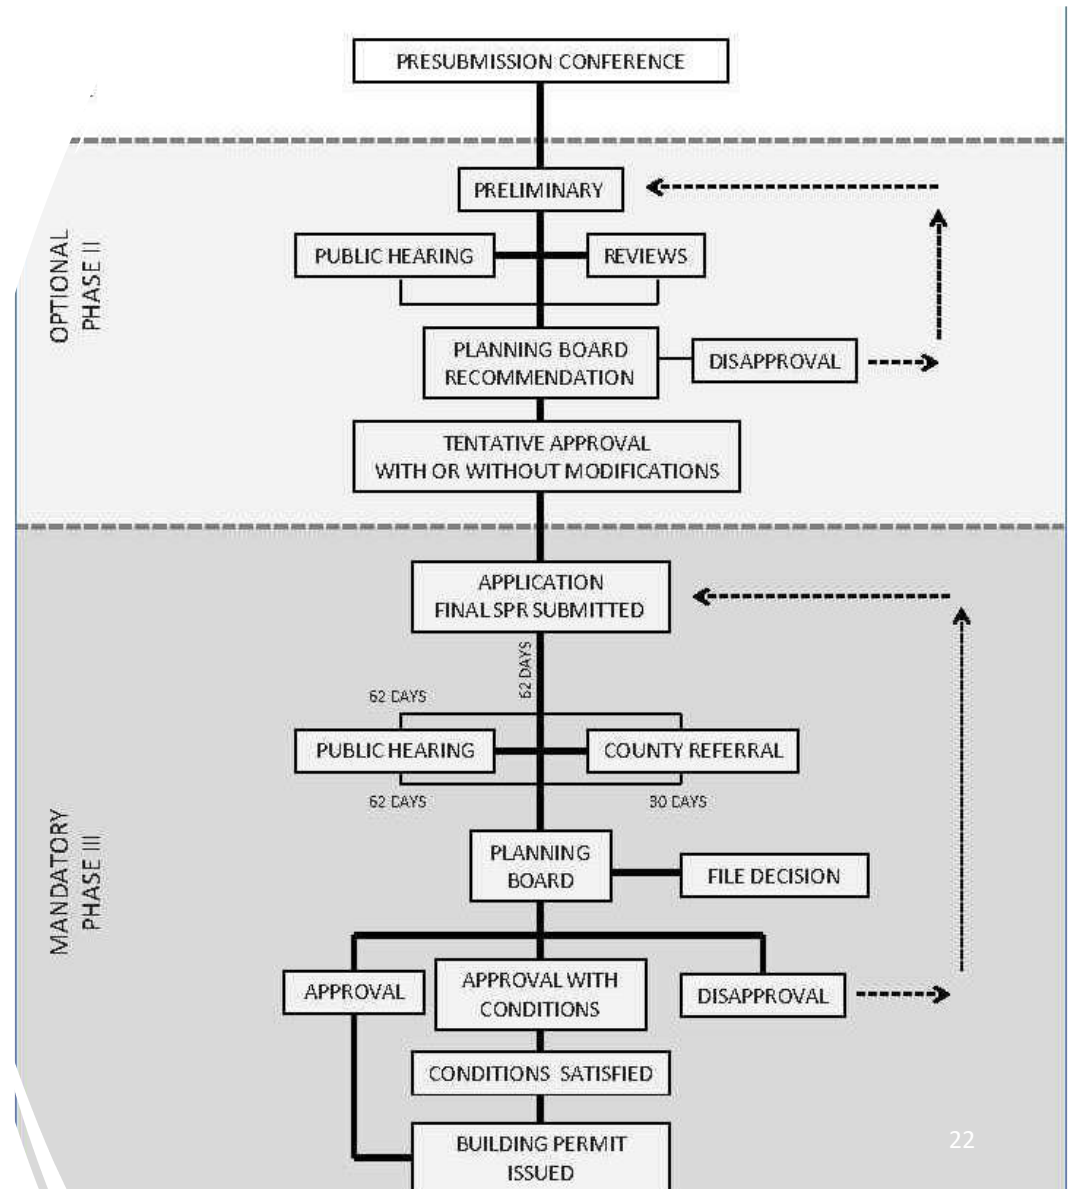 PRESUBMISSION CONFERENCE
OPTIONAL
PHASE II
PRELIMINARY
PUBLIC HEARING
REVIEWS
PLANNING BOARD
RECOMMENDATION
DISAPPROVAL
TENTATIVE APPROVAL
WITH OR WITHOUT MODIFICATIONS
MANDATORY
PHASE III
APPLICATION
FINAL SPR SUBMITTED
62 DAYS
62 DAYS
PUBLIC HEARING
COUNTY REFERRAL
62 DAYS
30 DAYS
PLANNING
BOARD
FILE DECISION
APPROVAL
APPROVAL WITH
CONDITIONS
DISAPPROVAL
CONDITIONS SATISFIED
BUILDING PERMIT
ISSUED
22